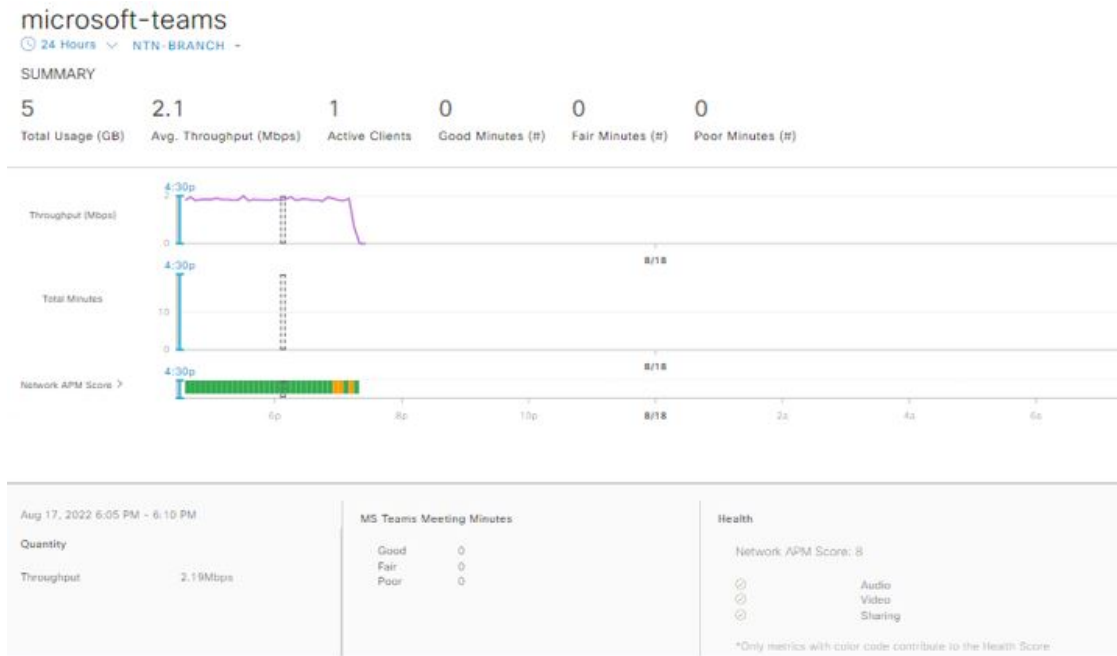 microsoft-teams
24 Hours NTN-BRANCH -
SUMMARY
5 2.1 1 0 0 0
Total Usage (GB) Avg. Throughput (Mbps) Active Clients Good Minutes (#) Fair Minutes (#) Poor Minutes (#)
4:30p
2
Throughput (Mbps)
0
8/18
4:30p
Total Minutes
10
0
8/18
4:30p
Network APM Score >
6p 8p 10p 8/18 2a 4a 6a
Aug 17, 2022 6:05 PM - 6:10 PM
Quantity
Throughput 2.19Mbps
MS Teams Meeting Minutes
Good 0
Fair 0
Poor 0
Health
Network APM Score: 8
Audio
Video
Sharing
*Only metrics with color code contribute to the Health Score